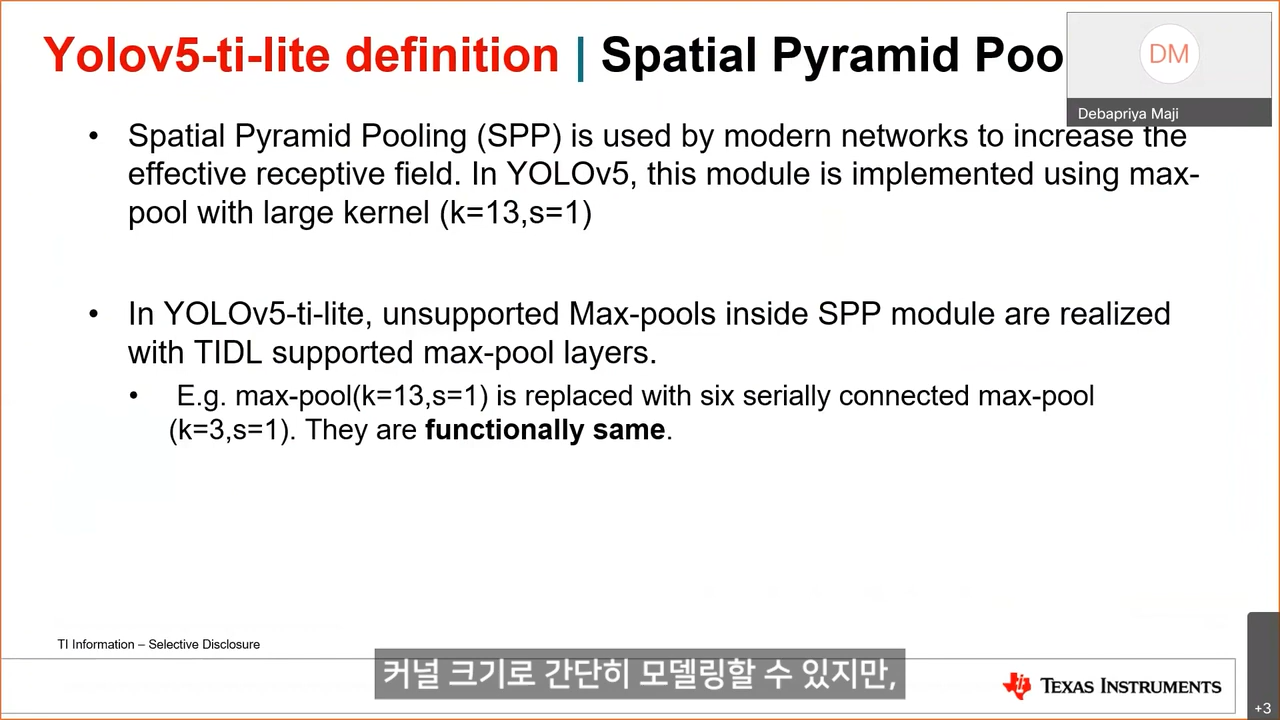 Yolov5-ti-lite definition | Spatial Pyramid Poo
DM
Debapriya Maji
• Spatial Pyramid Pooling (SPP) is used by modern networks to increase the
effective receptive field. In YOLOv5, this module is implemented using max-
pool with large kernel (k=13,s=1)
• In YOLOv5-ti-lite, unsupported Max-pools inside SPP module are realized
with TIDL supported max-pool layers.
• E.g. max-pool(k=13,s=1) is replaced with six serially connected max-pool
(k=3,s=1). They are functionally same.
TI Information – Selective Disclosure
커널 크기로 간단히 모델링할 수 있지만,
TEXAS INSTRUMENTS
+3